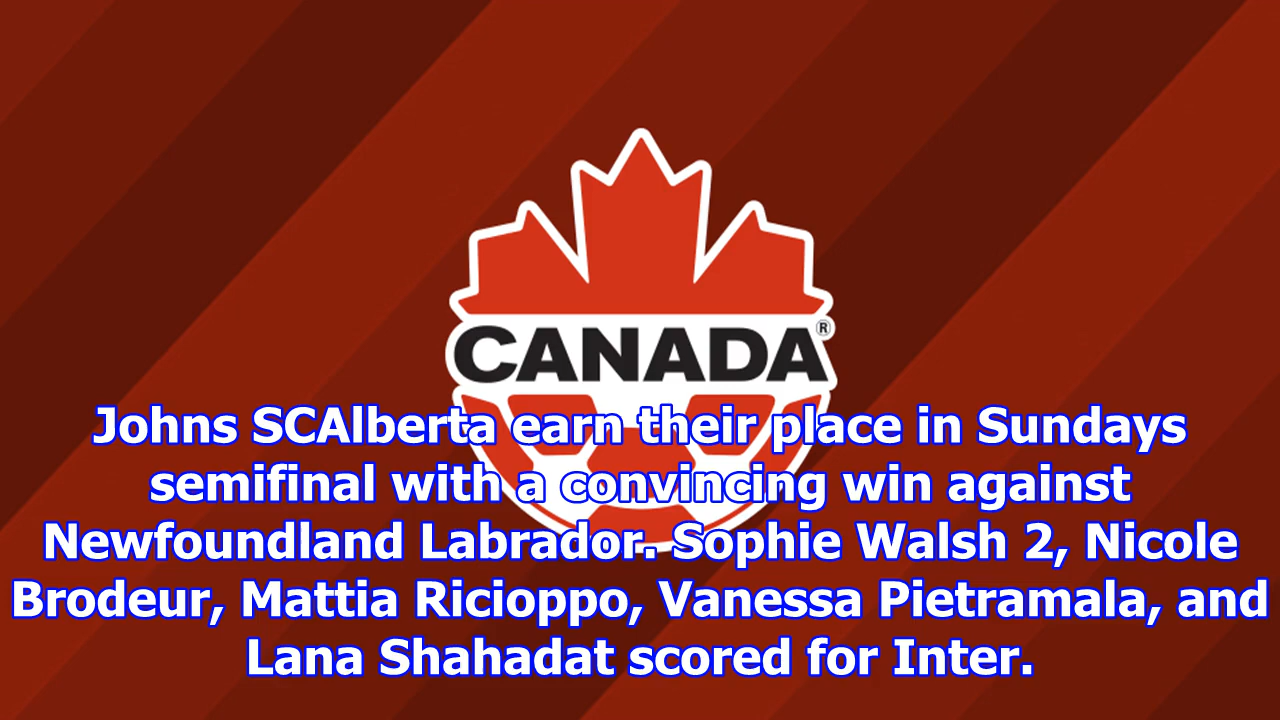 CANADA®
Johns SCAlberta earn their place in Sundays
semifinal with a convincing win against
Newfoundland Labrador. Sophie Walsh 2, Nicole
Brodeur, Mattia Ricioppo, Vanessa Pietramala, and
Lana Shahadat scored for Inter.